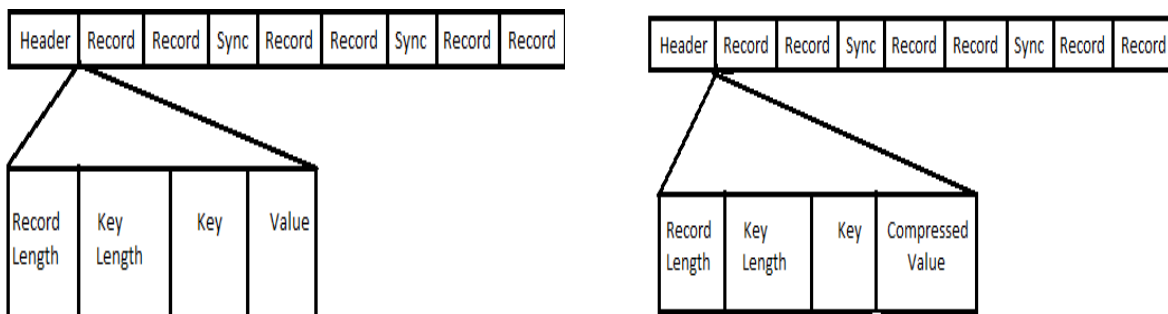 Header Record Record Sync Record Record Sync Record Record
Record Length
Key Length
Key
Value
Header Record Record Sync Record Record Sync Record Record
Record Length
Key Length
Key
Compressed Value